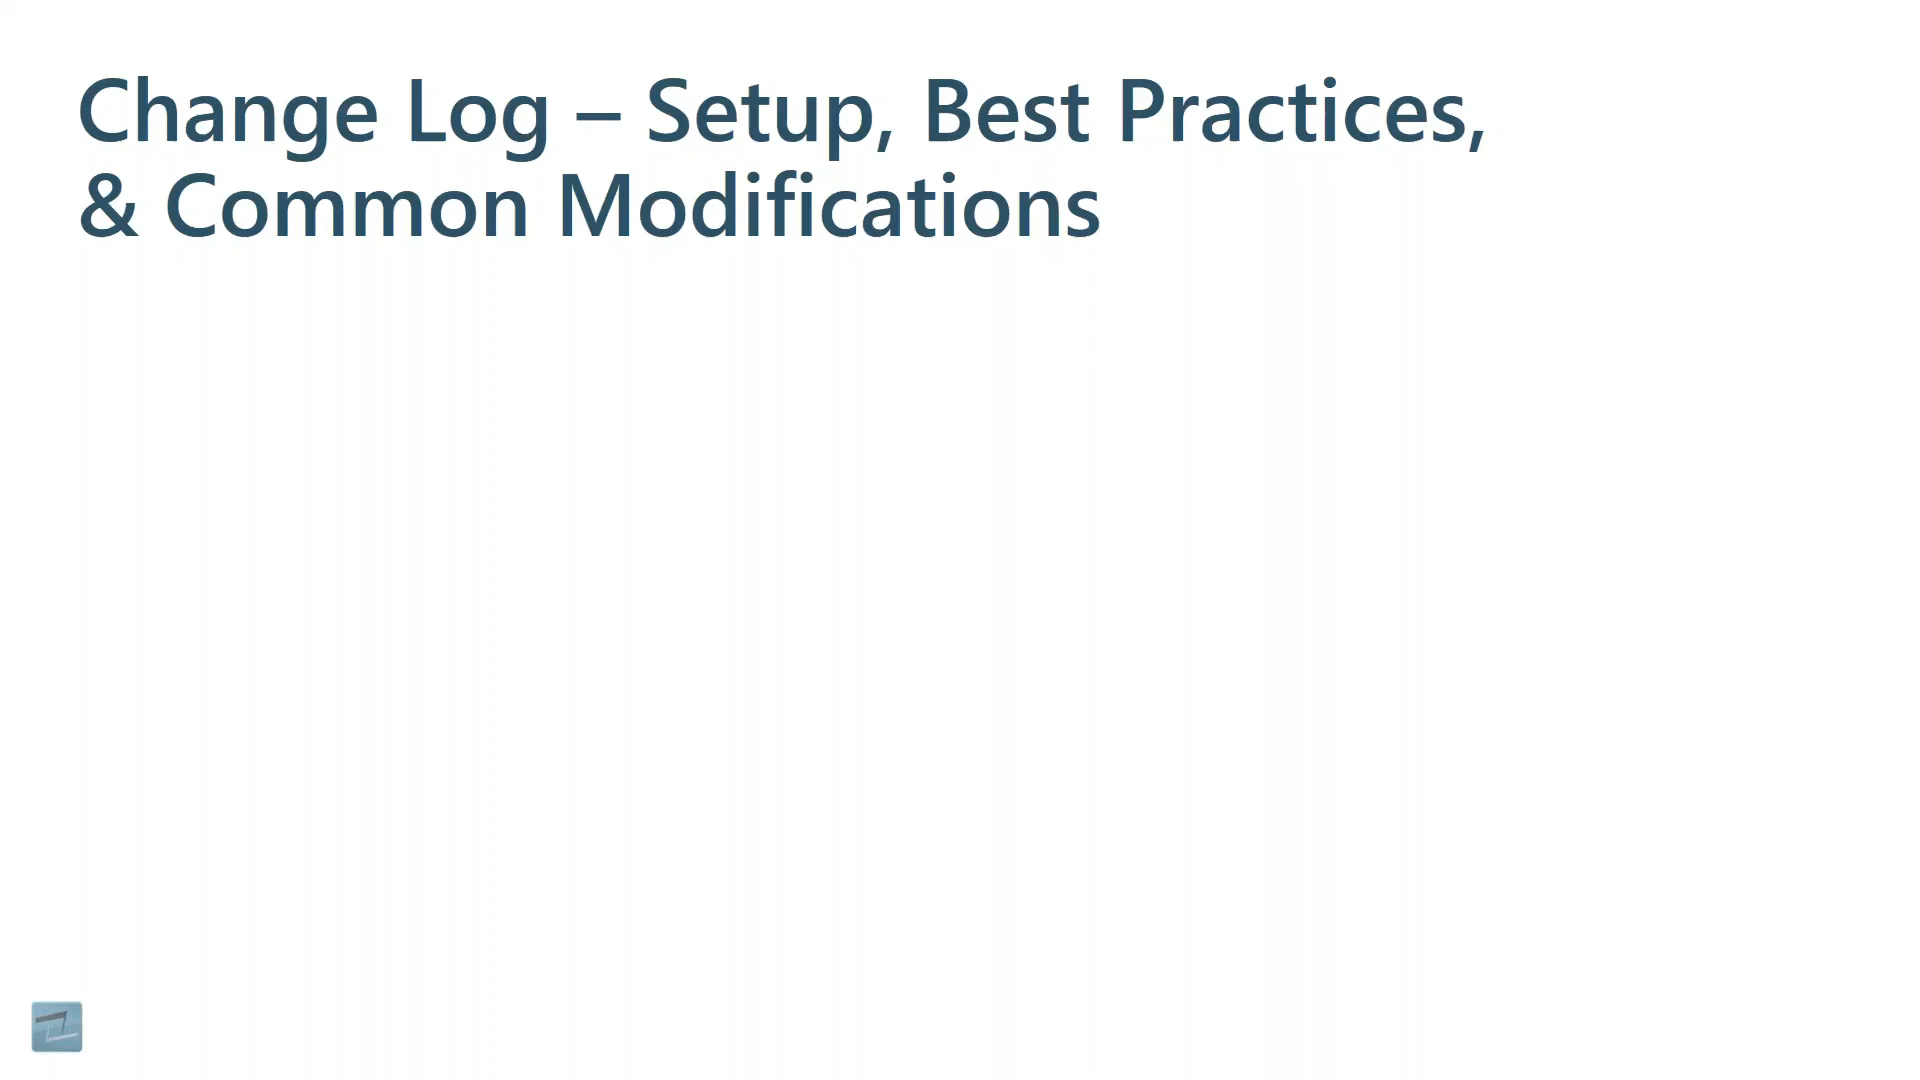 Change Log – Setup, Best Practices,
& Common Modifications